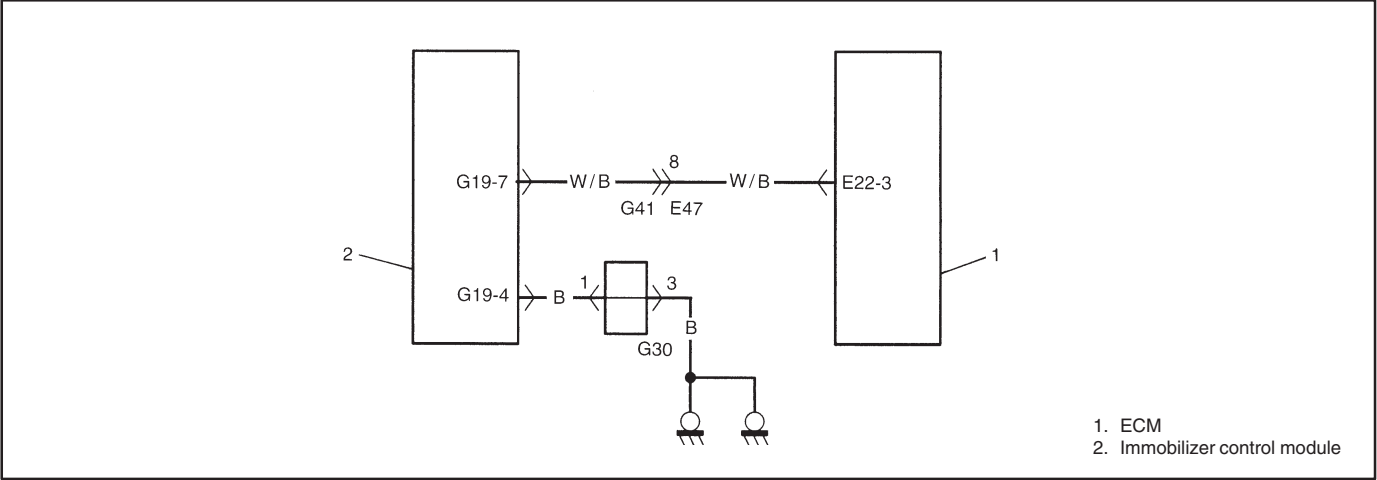 8
G19-7 W/B W/B E22-3
G41 E47
2 1
G19-4 B 1 3
B
G30
1. ECM
2. Immobilizer control module